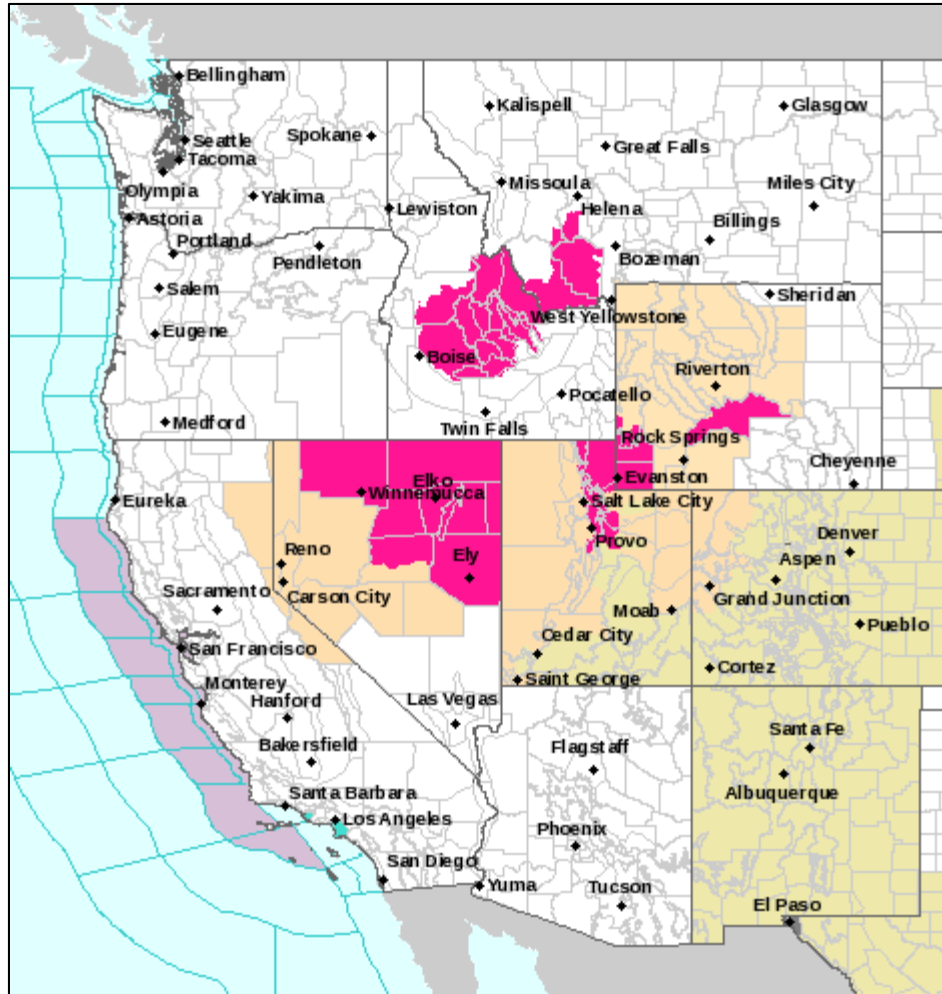 Bellingham
Kalispell
Glasgow
Seattle
Spokane
Great Falls
Tacoma
Olympia
Missoula
Miles City
Yakima
Helena
Lewiston
Astoria
Billings
Portland
Pendleton
Bozeman
Salem
Sheridan
West Yellowstone
Eugene
Boise
Riverton
Pocatello
Medford
Twin Falls
Rock Springs
Cheyenne
Elko
Evanston
Winnemucca
Eureka
Salt Lake City
Denver
Provo
Reno
Ely
Aspen
Sacramento
Carson City
Grand Junction
Moab
Pueblo
Cedar City
San Francisco
Cortez
Saint George
Monterey
Las Vegas
Hanford
Santa Fe
Bakersfield
Flagstaff
Albuquerque
Santa Barbara
Los Angeles
Phoenix
San Diego
Yuma
Tucson
El Paso